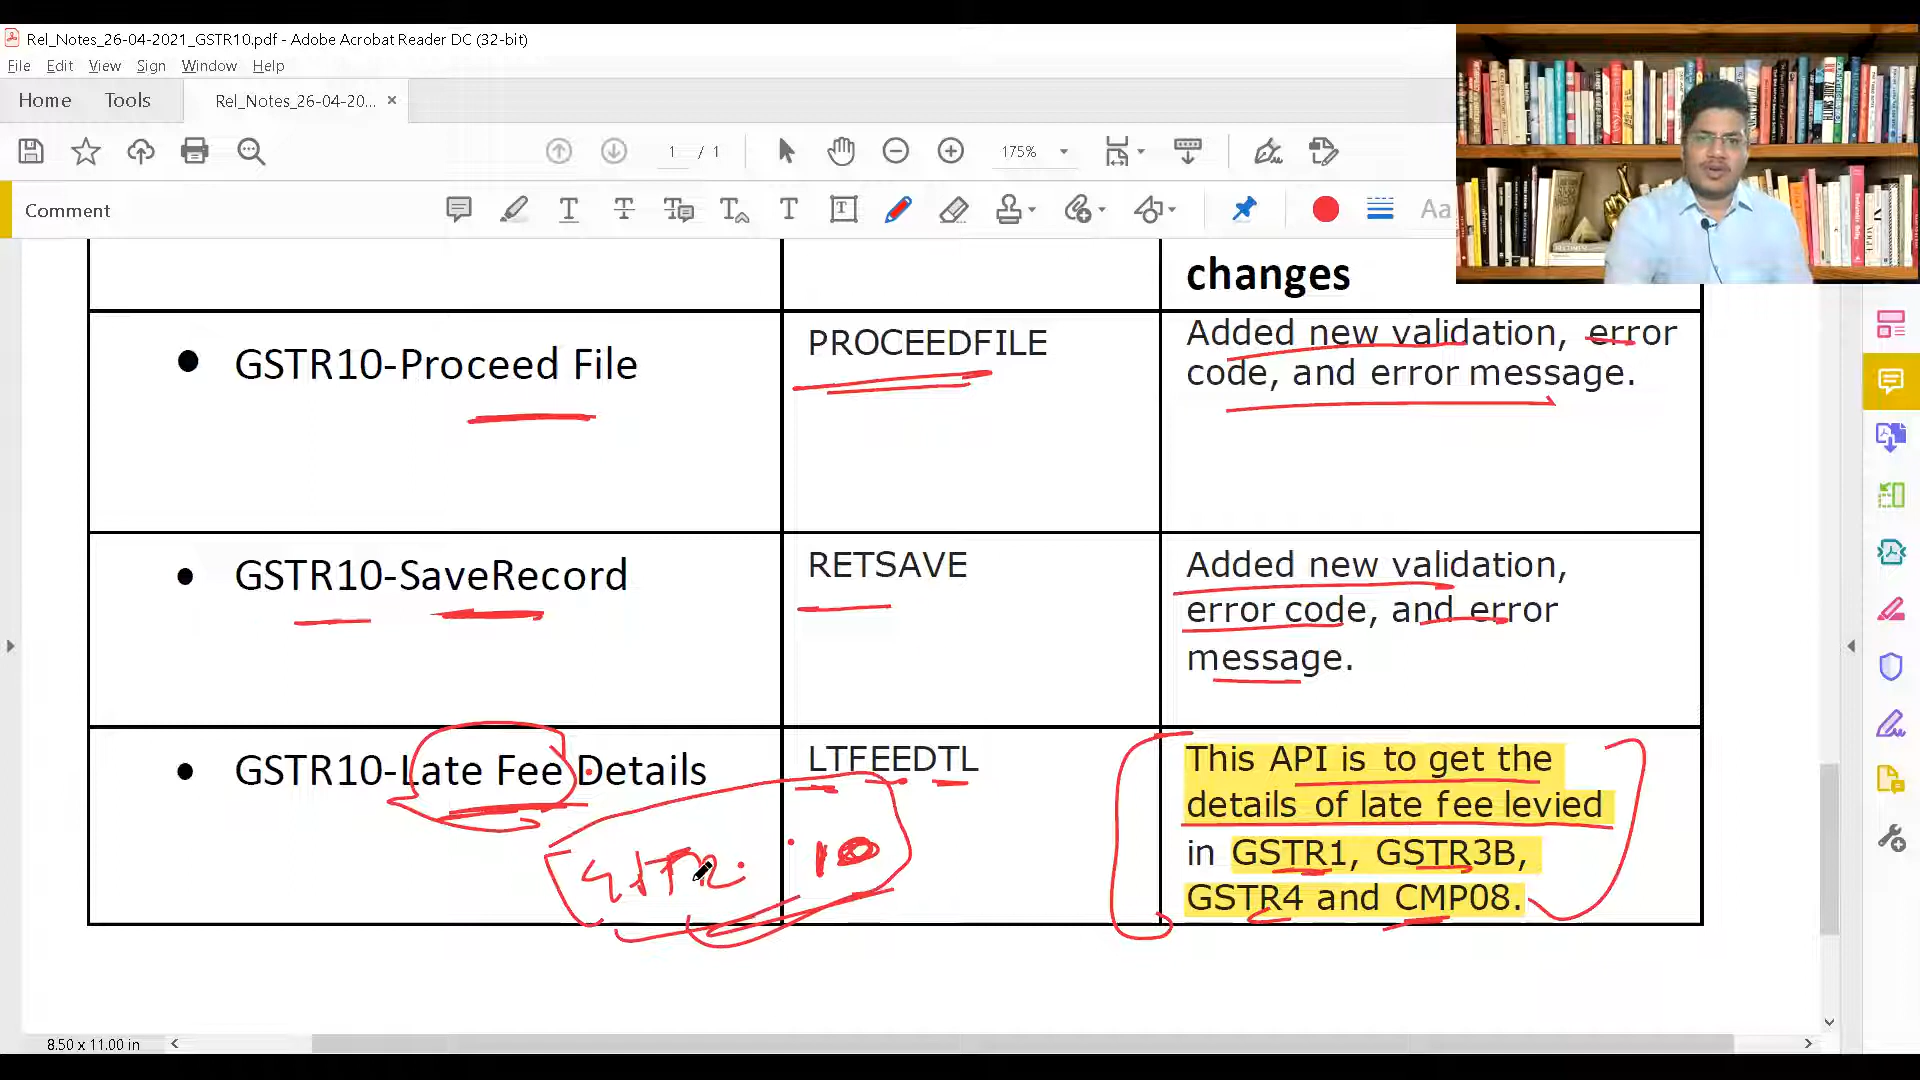 Rel_Notes_26-04-2021_GSTR10.pdf - Adobe Acrobat Reader DC (32-bit)
File Edit View Sign Window Help
Home Tools Rel_Notes_26-04-20... ×
1 / 1 175%
Comment
Aa
changes
GSTR10-Proceed File
PROCEEDFILE
Added new validation, error
code, and error message.
GSTR10-SaveRecord
RETSAVE
Added new validation,
error code, and error
message.
GSTR10-Late Fee Details
LTFEEDTL
This API is to get the
details of late fee levied
in GSTR1, GSTR3B,
GSTR4 and CMP08.
GSTR. 10
8.50 x 11.00 in